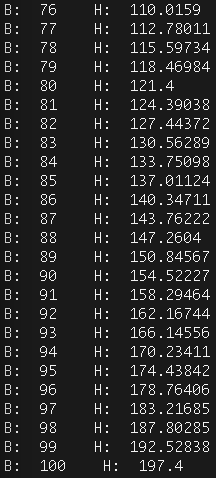 B:  76    H:  110.0159
B:  77    H:  112.78011
B:  78    H:  115.59734
B:  79    H:  118.46984
B:  80    H:  121.4
B:  81    H:  124.39038
B:  82    H:  127.44372
B:  83    H:  130.56289
B:  84    H:  133.75098
B:  85    H:  137.01124
B:  86    H:  140.34711
B:  87    H:  143.76222
B:  88    H:  147.2604
B:  89    H:  150.84567
B:  90    H:  154.52227
B:  91    H:  158.29464
B:  92    H:  162.16744
B:  93    H:  166.14556
B:  94    H:  170.23411
B:  95    H:  174.43842
B:  96    H:  178.76406
B:  97    H:  183.21685
B:  98    H:  187.80285
B:  99    H:  192.52838
B:  100    H:  197.4